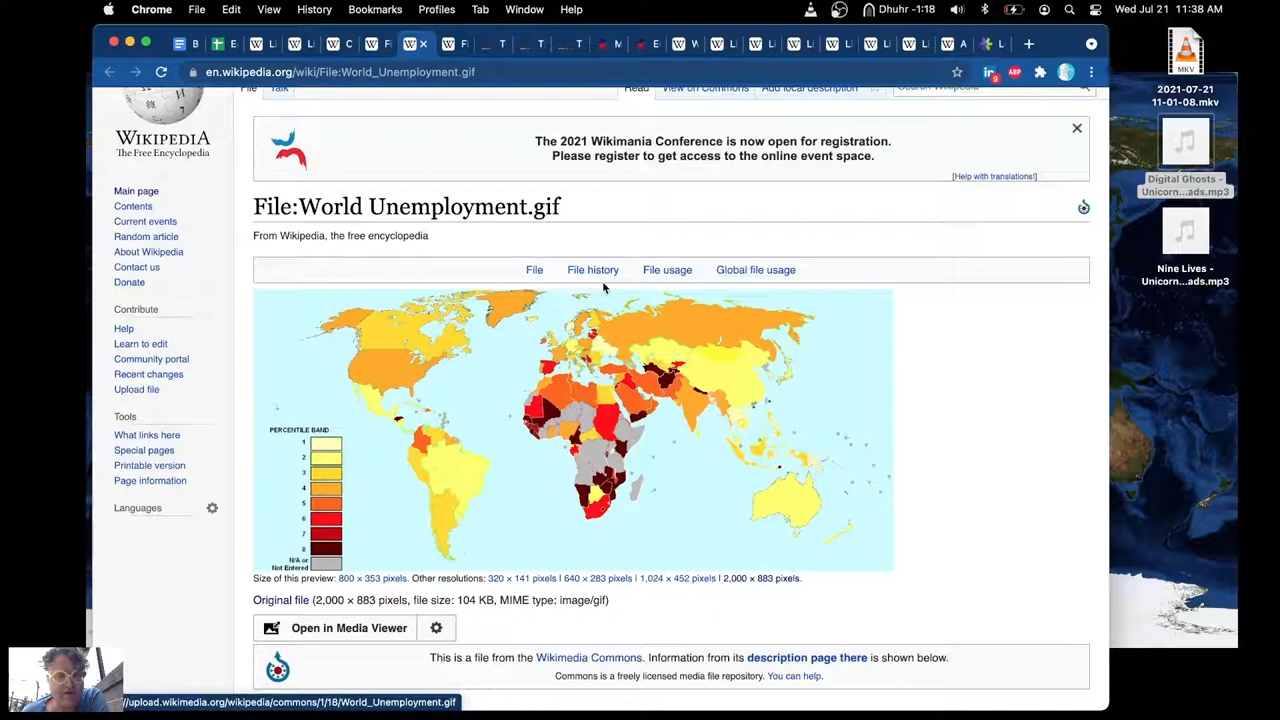 Chrome File Edit View History Bookmarks Profiles Tab Window Help Dhuhr -1:18 Wed Jul 21 11:38 AM
en.wikipedia.org/wiki/File:World_Unemployment.gif
9 ABP
MKV
2021-07-21
11-01-08.mkv
Digital Ghosts -
Unicorn...ads.mp3
Nine Lives -
Unicorn...ads.mp3
File Talk Read View on Commons Add local description Search Wikipedia
WIKIPEDIA
The Free Encyclopedia
Main page
Contents
Current events
Random article
About Wikipedia
Contact us
Donate
Contribute
Help
Learn to edit
Community portal
Recent changes
Upload file
Tools
What links here
Special pages
Printable version
Page information
Languages
The 2021 Wikimania Conference is now open for registration.
Please register to get access to the online event space.
[Help with translations!]
File:World Unemployment.gif
From Wikipedia, the free encyclopedia
File File history File usage Global file usage
PERCENTILE BAND
1
2
3
4
5
6
7
8
N/A or
Not Entered
Size of this preview: 800 × 353 pixels. Other resolutions: 320 × 141 pixels | 640 × 283 pixels | 1,024 × 452 pixels | 2,000 × 883 pixels.
Original file (2,000 × 883 pixels, file size: 104 KB, MIME type: image/gif)
Open in Media Viewer
This is a file from the Wikimedia Commons. Information from its description page there is shown below.
Commons is a freely licensed media file repository. You can help.
//upload.wikimedia.org/wikipedia/commons/1/18/World_Unemployment.gif